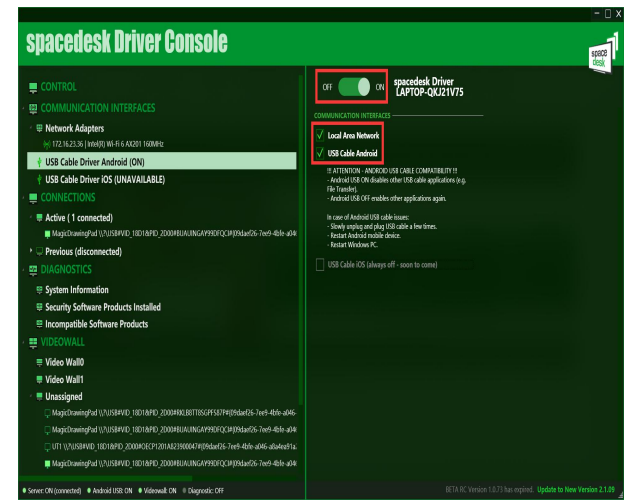 spacedesk Driver Console
space
desk
CONTROL
COMMUNICATION INTERFACES
Network Adapters
172.16.23.36 | Intel(R) Wi-Fi 6 AX201 160MHz
USB Cable Driver Android (ON)
USB Cable Driver iOS (UNAVAILABLE)
CONNECTIONS
Active ( 1 connected)
Previous (disconnected)
DIAGNOSTICS
System Information
Security Software Products Installed
Incompatible Software Products
VIDEOWALL
Video Wall0
Video Wall1
Unassigned
Server: ON (connected) Android USB: ON Videowall: ON Diagnostic: OFF
OFF ON spacedesk Driver
LAPTOP-QKJ21V75
COMMUNICATION INTERFACES
Local Area Network
USB Cable Android
!!! ATTENTION - ANDROID USB CABLE COMPATIBILITY !!!
- Android USB ON disables other USB cable applications (e.g.
File Transfer).
- Android USB OFF enables other applications again.
In case of Android USB cable issues:
- Slowly unplug and plug USB cable a few times.
- Restart Android mobile device.
- Restart Windows PC.
USB Cable iOS (always off - soon to come)
BETA RC Version 1.0.73 has expired. Update to New Version 2.1.09